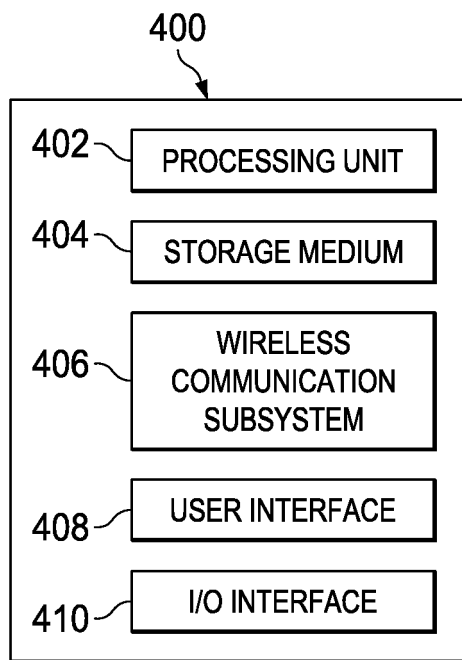 400
402
PROCESSING UNIT
404
STORAGE MEDIUM
406
WIRELESS
COMMUNICATION
SUBSYSTEM
408
USER INTERFACE
410
I/O INTERFACE